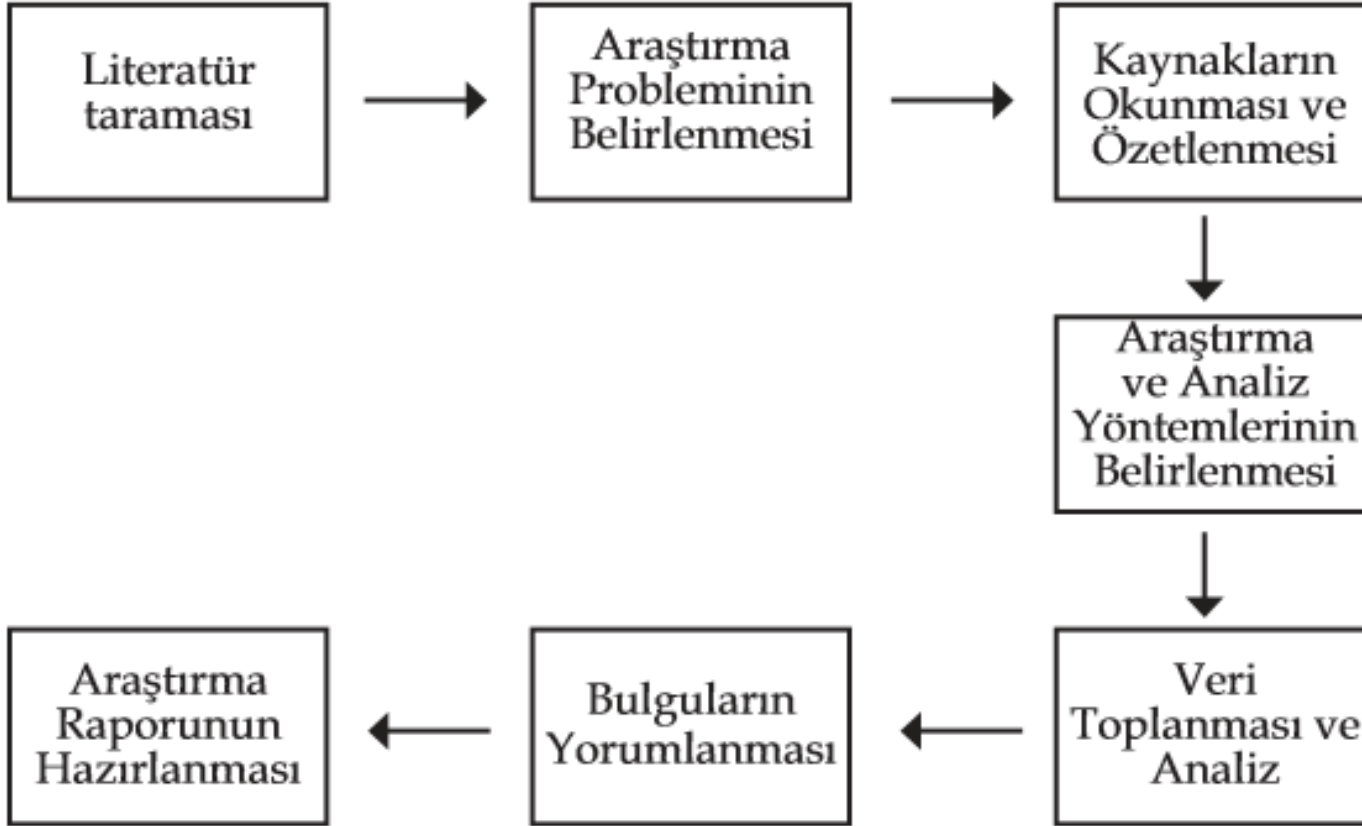 Literatür
taraması
Araştırma
Probleminin
Belirlenmesi
Kaynakların
Okunması ve
Özetlenmesi
Araştırma
ve Analiz
Yöntemlerinin
Belirlenmesi
Veri
Toplanması ve
Analiz
Bulguların
Yorumlanması
Araştırma
Raporunun
Hazırlanması